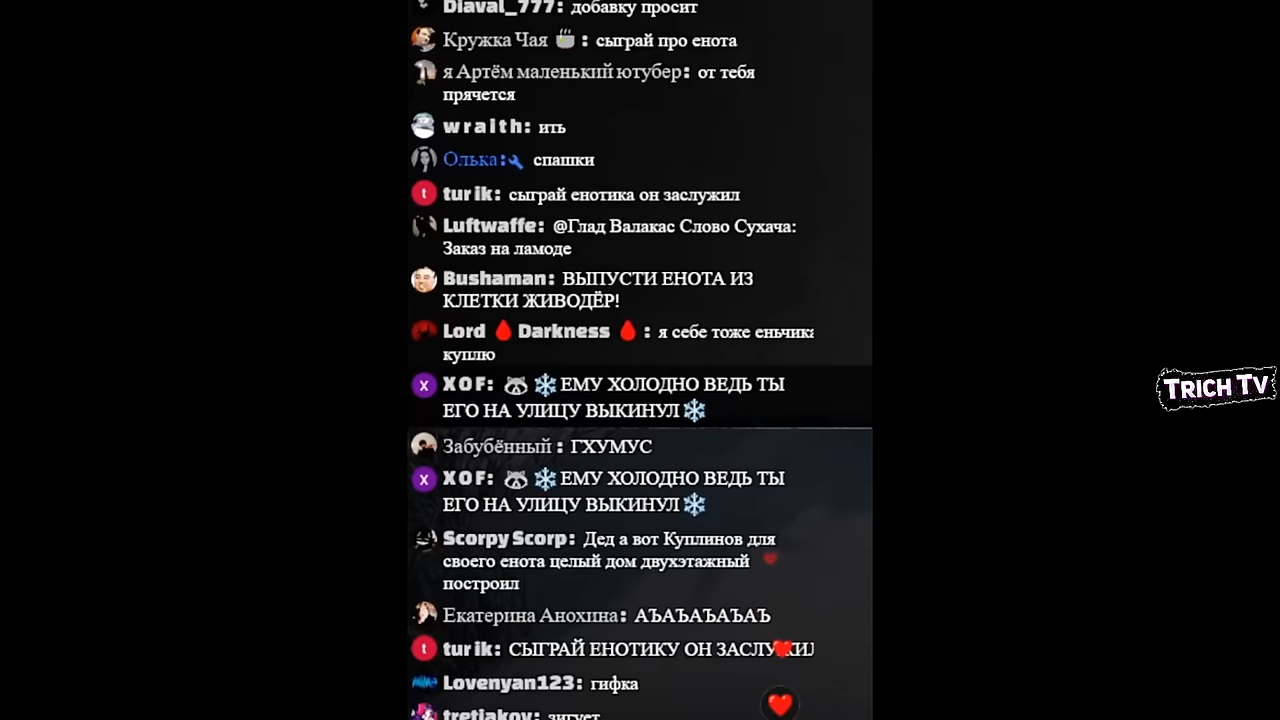 Diaval_777: добавку просит
Кружка Чая 🍵 : сыграй про енота
я Артём маленький ютубер: от тебя
прячется
wraith: ить
Олька:🔧 спашки
turik: сыграй енотика он заслужил
Luftwaffe: @Глад Валакас Слово Сухача:
Заказ на ламоде
Bushaman: ВЫПУСТИ ЕНОТА ИЗ
КЛЕТКИ ЖИВОДЁР!
Lord 🩸 Darkness 🩸 : я себе тоже еньчика
куплю
X XOF: 🦝 ❄️ ЕМУ ХОЛОДНО ВЕДЬ ТЫ
ЕГО НА УЛИЦУ ВЫКИНУЛ ❄️
TRICH TV
Забубённый : ГХУМУС
X XOF: 🦝 ❄️ ЕМУ ХОЛОДНО ВЕДЬ ТЫ
ЕГО НА УЛИЦУ ВЫКИНУЛ ❄️
Scorpy Scorp: Дед а вот Куплинов для
своего енота целый дом двухэтажный
построил
Екатерина Анохина: АЪАЪАЪАЪАЪ
t turik: СЫГРАЙ ЕНОТИКУ ОН ЗАСЛУЖИЛ
Lovenyan123: гифка
tretiakov: зигует